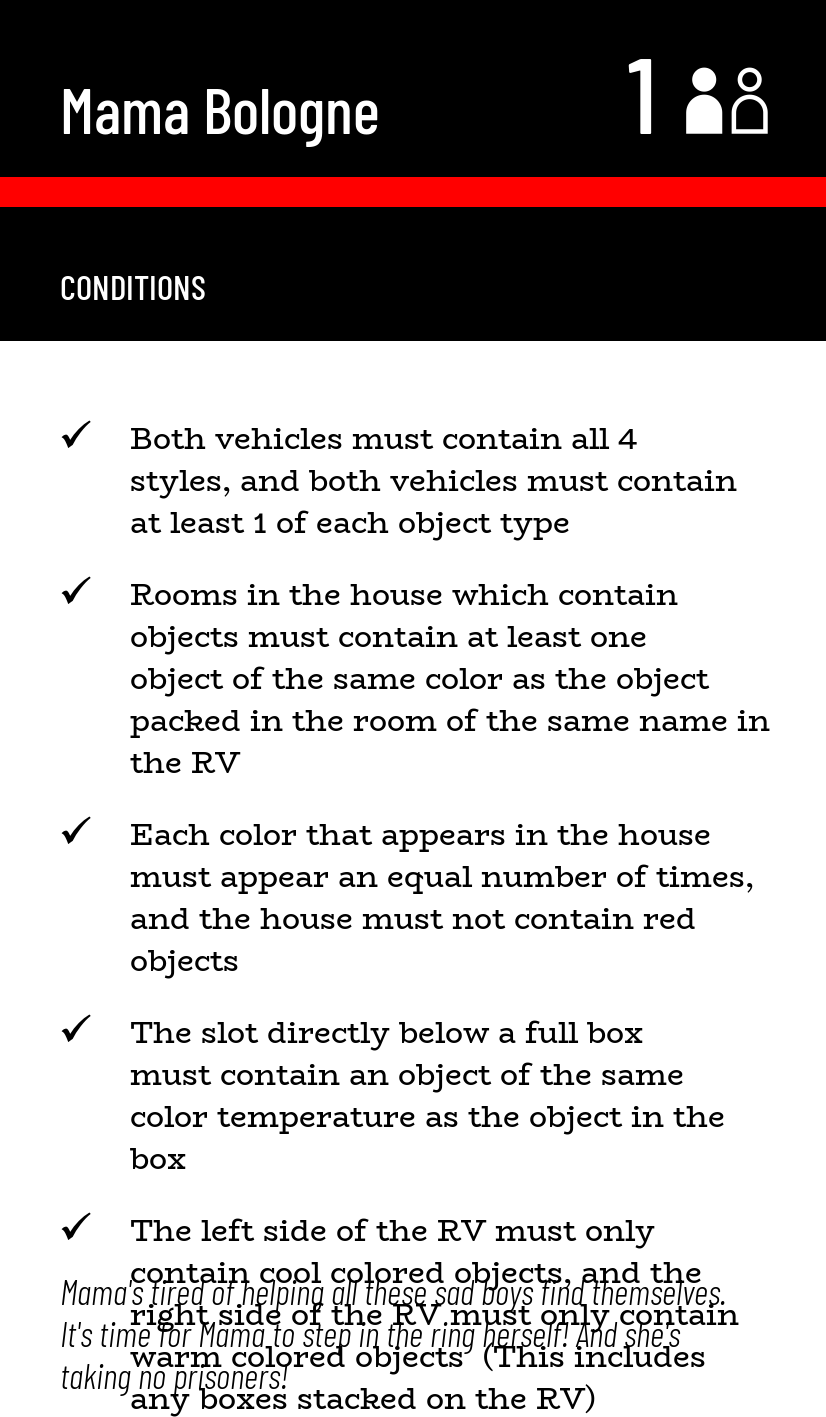 Mama Bologne
1
CONDITIONS
✓ Both vehicles must contain all 4
styles, and both vehicles must contain
at least 1 of each object type
✓ Rooms in the house which contain
objects must contain at least one
object of the same color as the object
packed in the room of the same name in
the RV
✓ Each color that appears in the house
must appear an equal number of times,
and the house must not contain red
objects
✓ The slot directly below a full box
must contain an object of the same
color temperature as the object in the
box
✓ The left side of the RV must only
contain cool colored objects, and the
right side of the RV must only contain
warm colored objects (This includes
any boxes stacked on the RV)
Mama's tired of helping all these sad boys find themselves.
It's time for Mama to step in the ring herself! And she's
taking no prisoners!